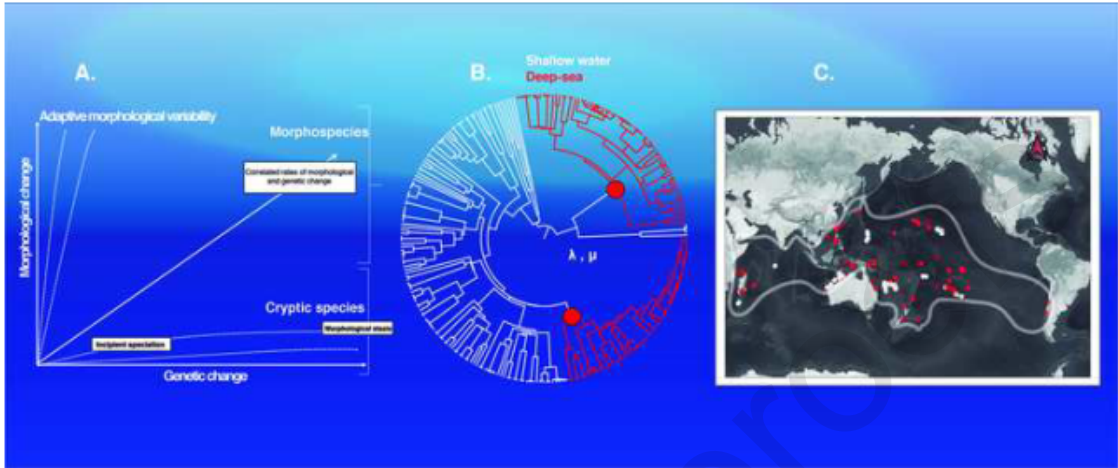 A.
Adaptive morphological variability
Morphological change
Morphospecies
Correlated rates of morphological
and genetic change
Cryptic species
Incipient speciation
Morphological stasis
Genetic change
B.
Shallow water
Deep-sea
λ , μ
C.